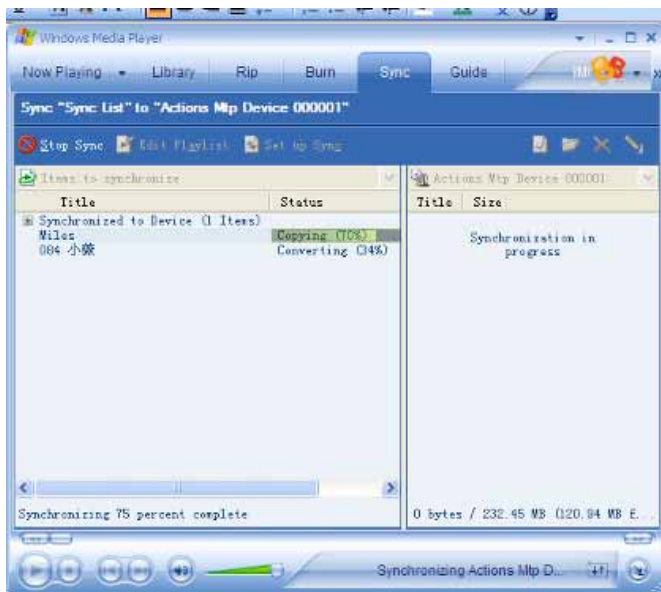 Windows Media Player
Now Playing Library Rip Burn Sync Guide
Sync "Sync List" to "Actions Mtp Device 000001"
Stop Sync Edit Playlist Set up Sync
Items to synchronize Actions Mtp Device 000001
Title Status Title Size
Synchronized to Device (1 Items)
Miles Copying (70%) Synchronization in
084 小薇 Converting (34%) progress
Synchronizing 75 percent complete 0 bytes / 232.45 MB (120.94 MB F...
Synchronizing Actions Mtp D...